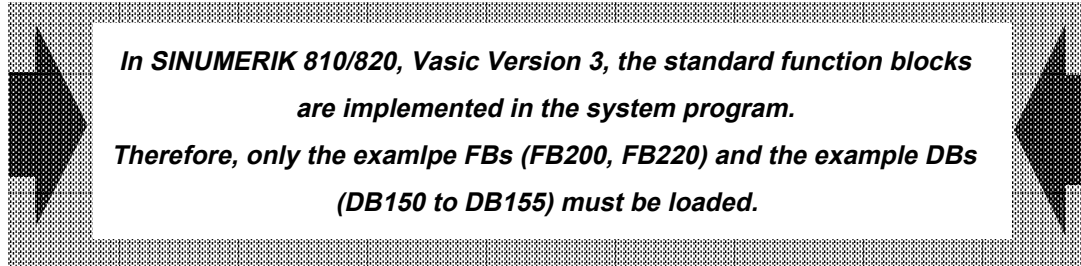 In SINUMERIK 810/820, Vasic Version 3, the standard function blocks
are implemented in the system program.
Therefore, only the examlpe FBs (FB200, FB220) and the example DBs
(DB150 to DB155) must be loaded.